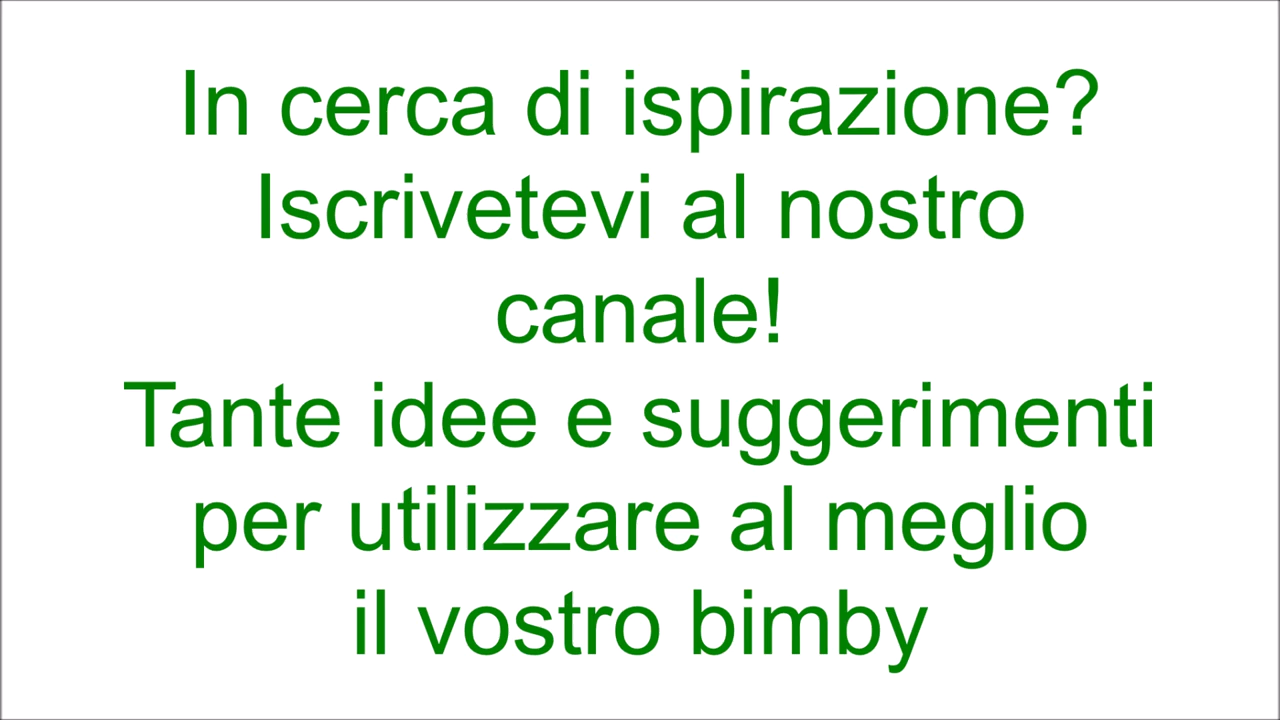 In cerca di ispirazione?
Iscrivetevi al nostro
canale!
Tante idee e suggerimenti
per utilizzare al meglio
il vostro bimby